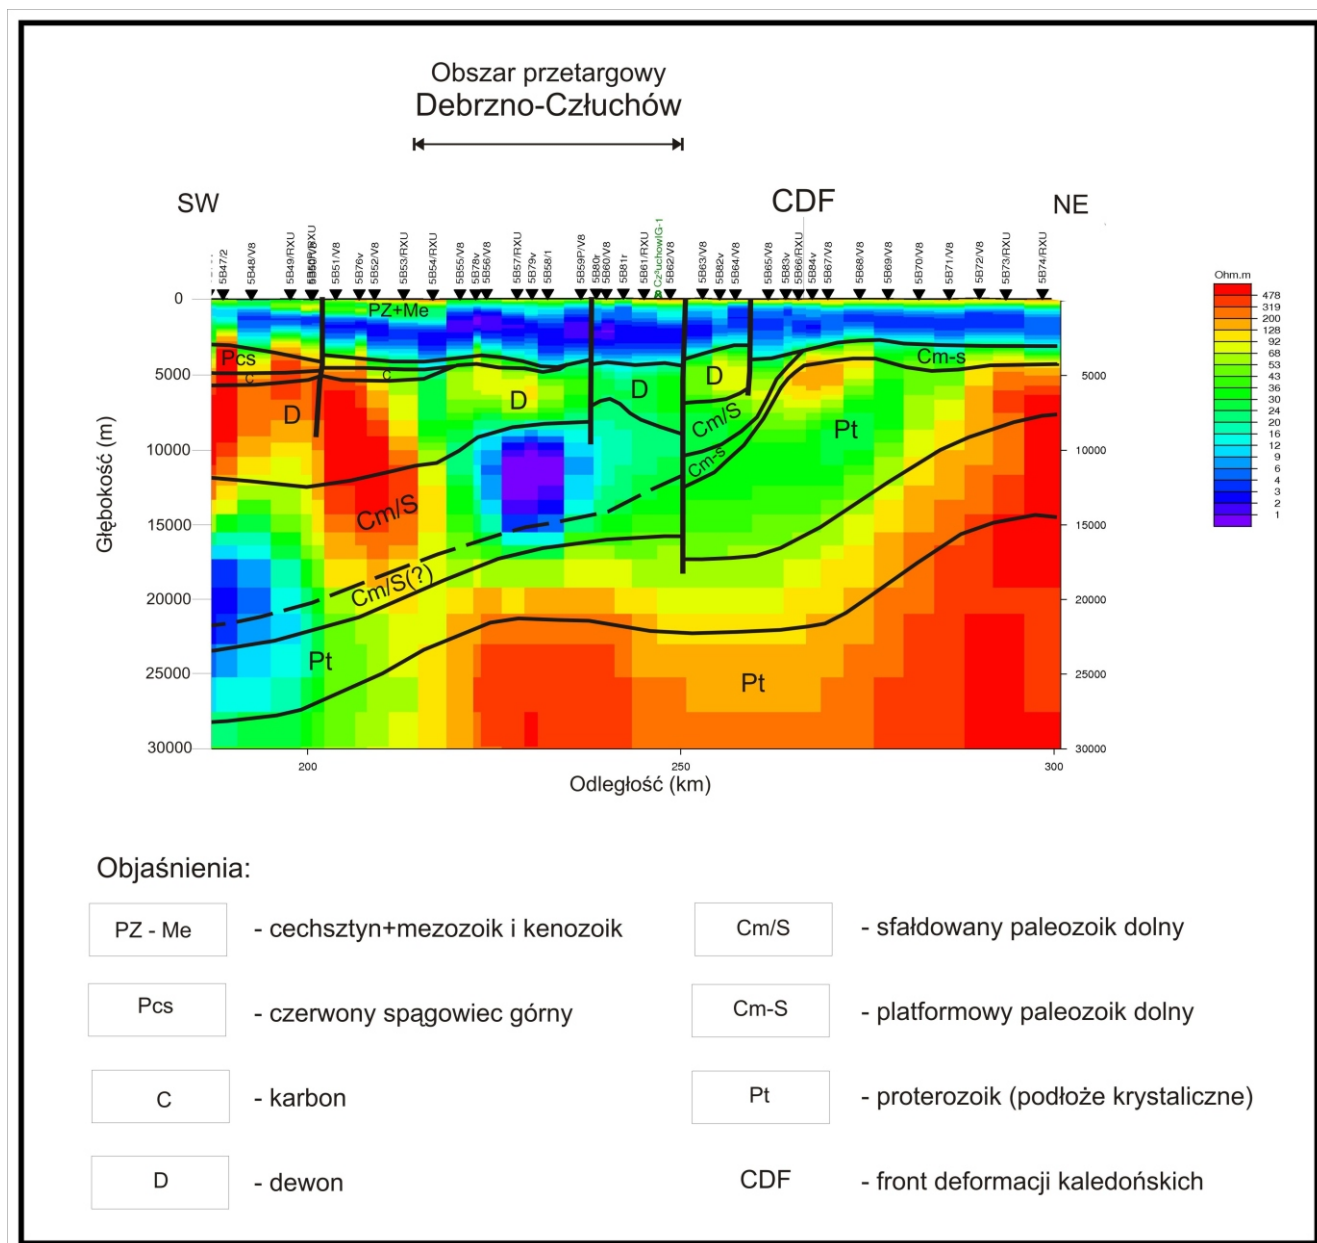 Obszar przetargowy
Debrzno-Człuchów
SW
CDF
NE
5B47/2
5B48/V8
5B49/RXU
5B51/V8
5B76v
5B52/V8
5B53/RXU
5B54/RXU
5B55/V8
5B78v
5B56/V8
5B57/RXU
5B79v
5B58/1
5B59P/V8
5B80r
5B60/V8
5B81r
5B61/RXU
5B62/V8
5B63/V8
5B82v
5B64/V8
5B65/V8
5B83v
5B66/RXU
5B84v
5B67/V8
5B68/V8
5B69/V8
5B70/V8
5B71/V8
5B72/V8
5B73/RXU
5B74/RXU
Ohm.m
478
319
200
128
92
68
53
43
36
30
24
20
16
12
9
6
4
3
2
1
Głębokość (m)
0
5000
10000
15000
20000
25000
30000
5000
10000
15000
20000
25000
30000
PZ+Me
Pcs
C
C
D
D
D
D
Cm-s
Cm/S
Cm-s
Pt
Cm/S
Cm/S(?)
Pt
Pt
200
250
300
Odległość (km)
Objaśnienia:
PZ - Me - cechsztyn+mezozoik i kenozoik
Cm/S - sfałdowany paleozoik dolny
Pcs - czerwony spągowiec górny
Cm-S - platformowy paleozoik dolny
C - karbon
Pt - proterozoik (podłoże krystaliczne)
D - dewon
CDF - front deformacji kaledońskich